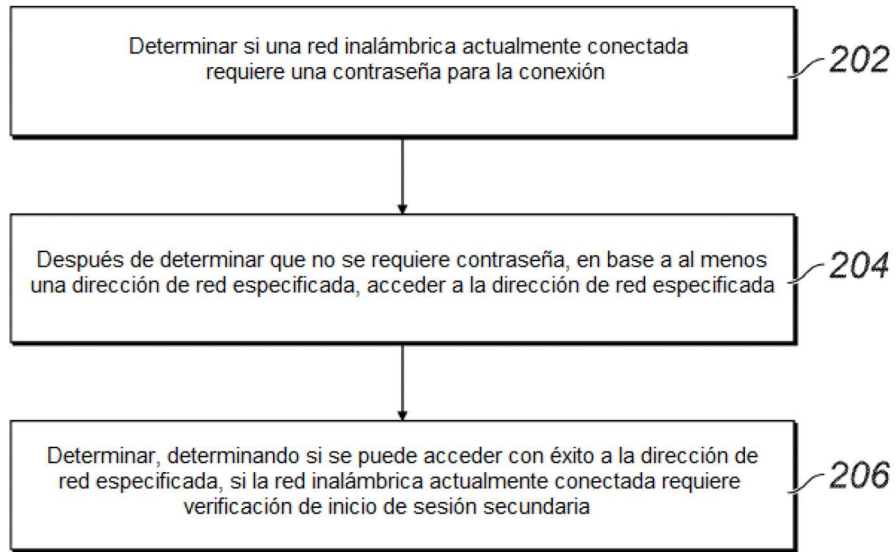 Determinar si una red inalámbrica actualmente conectada
requiere una contraseña para la conexión
202
Después de determinar que no se requiere contraseña, en base a al menos
una dirección de red especificada, acceder a la dirección de red especificada
204
Determinar, determinando si se puede acceder con éxito a la dirección de
red especificada, si la red inalámbrica actualmente conectada requiere
verificación de inicio de sesión secundaria
206